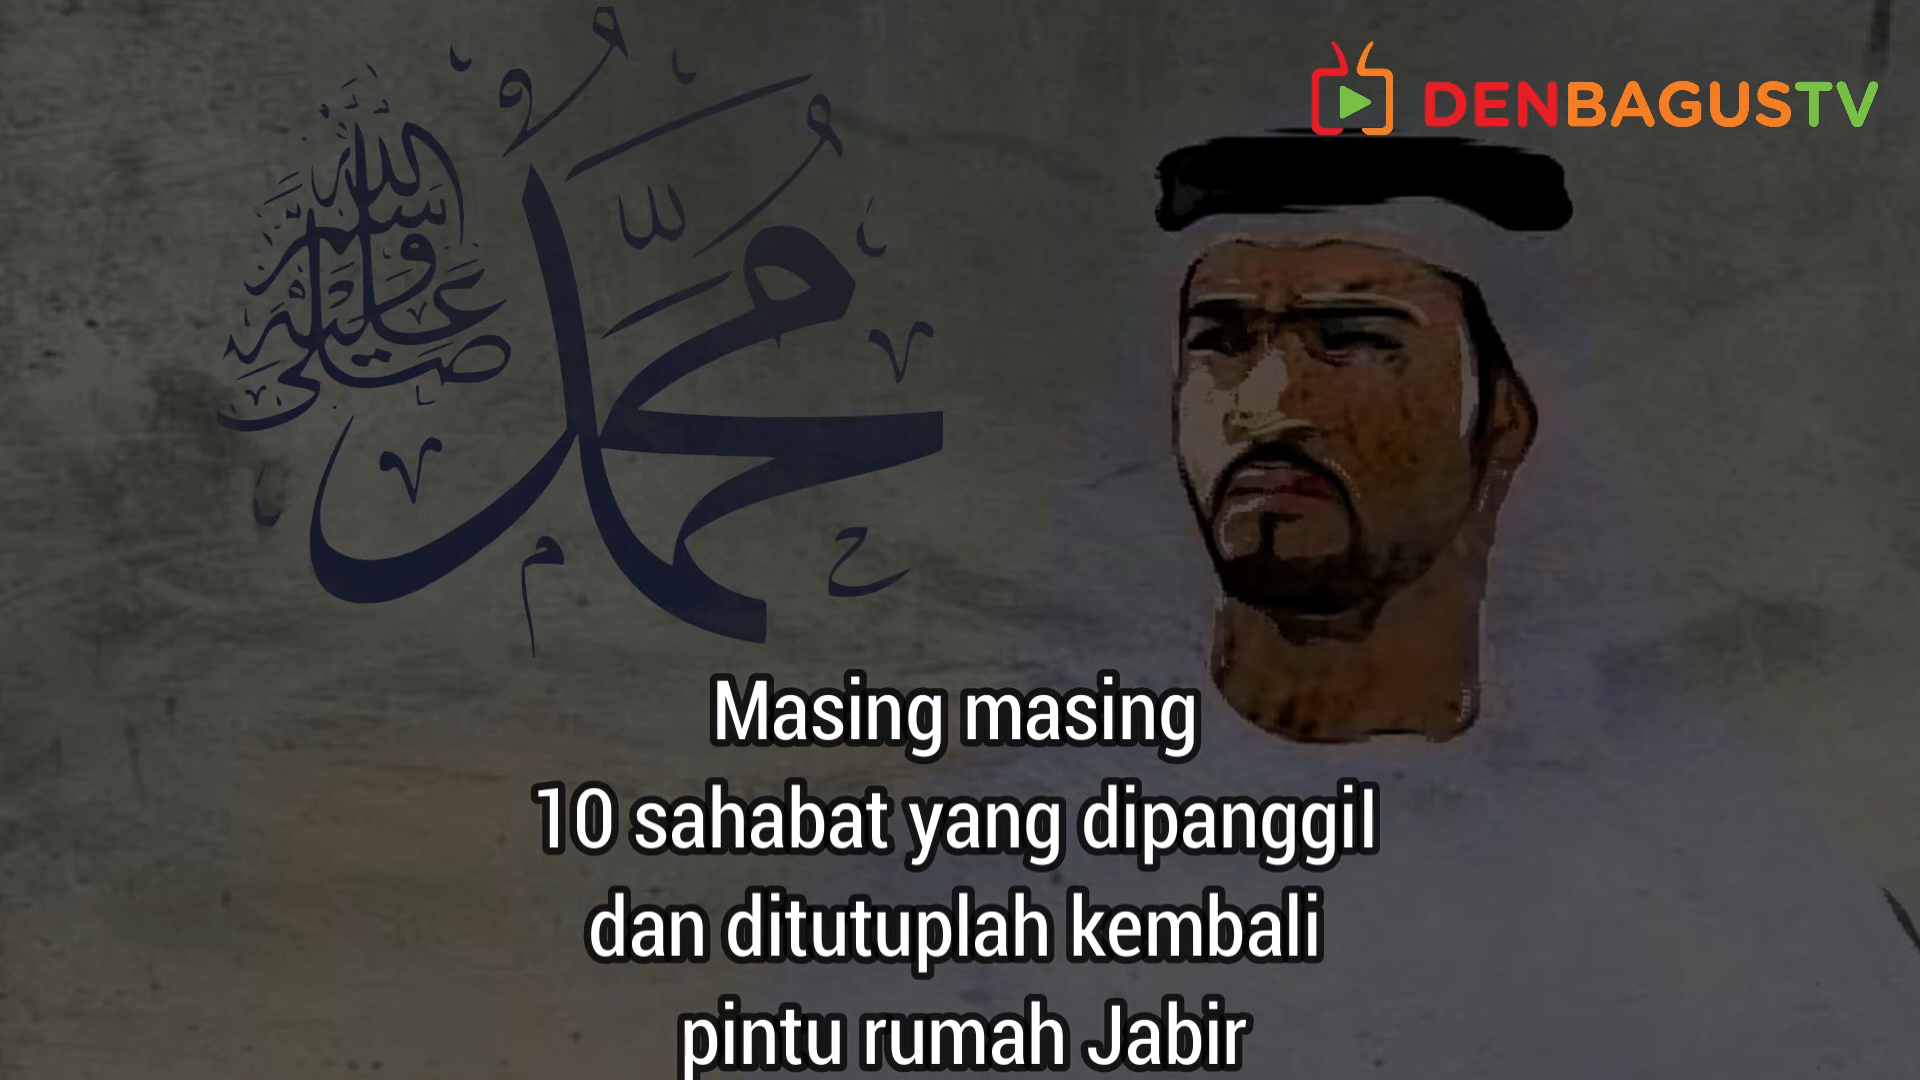 DENBAGUSTV
محمد
صلى الله عليه وسلم
Masing masing
10 sahabat yang dipanggil
dan ditutuplah kembali
pintu rumah Jabir